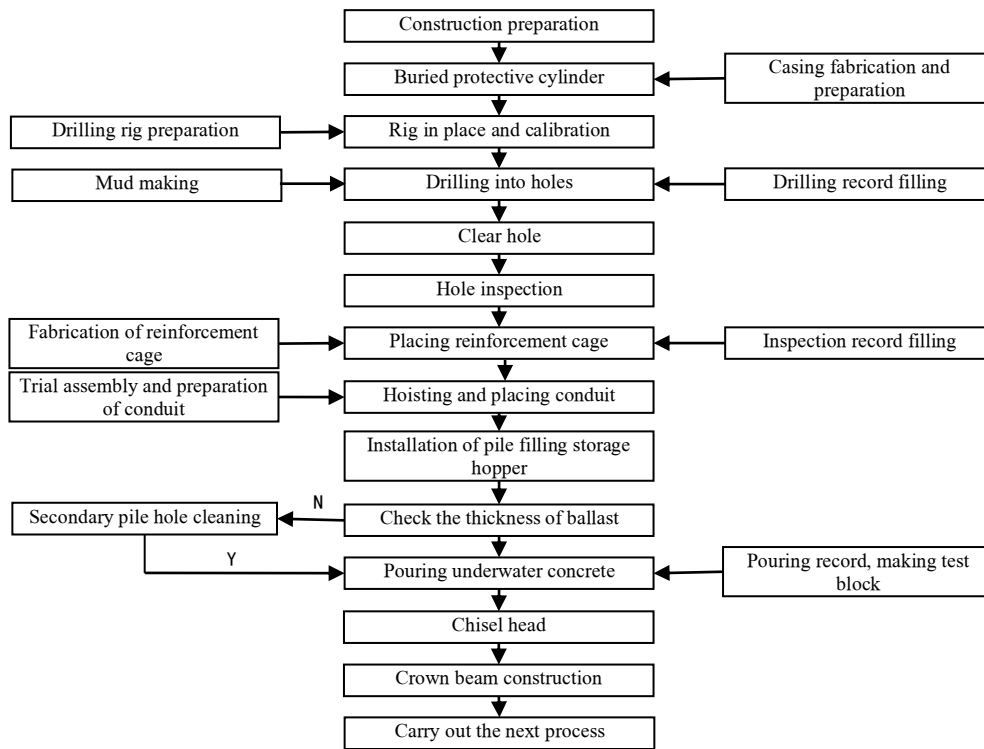 Construction preparation
Buried protective cylinder
Casing fabrication and
preparation
Drilling rig preparation
Rig in place and calibration
Mud making
Drilling into holes
Drilling record filling
Clear hole
Hole inspection
Fabrication of reinforcement
cage
Placing reinforcement cage
Inspection record filling
Trial assembly and preparation
of conduit
Hoisting and placing conduit
Installation of pile filling storage
hopper
N
Secondary pile hole cleaning
Check the thickness of ballast
Y
Pouring underwater concrete
Pouring record, making test
block
Chisel head
Crown beam construction
Carry out the next process